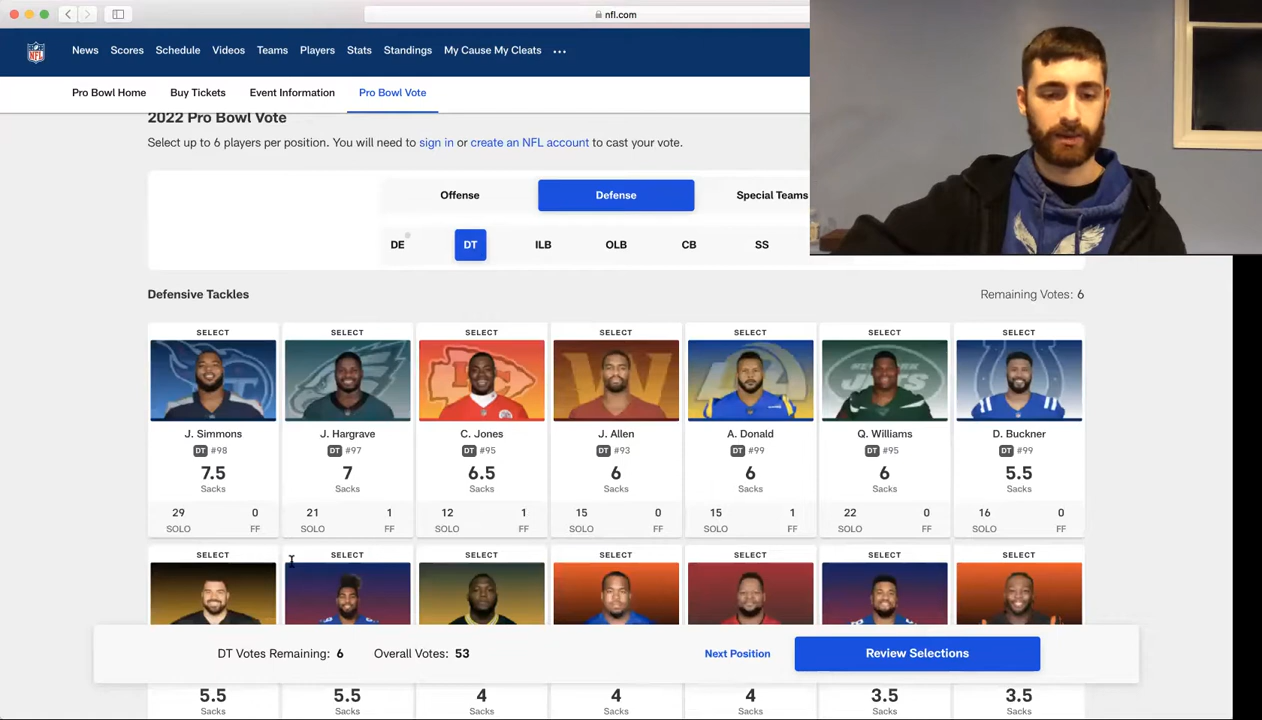 nfl.com
NFL
News Scores Schedule Videos Teams Players Stats Standings My Cause My Cleats ...
Pro Bowl Home Buy Tickets Event Information Pro Bowl Vote
2022 Pro Bowl Vote
Select up to 6 players per position. You will need to sign in or create an NFL account to cast your vote.
Offense Defense Special Teams
DE DT ILB OLB CB SS
Defensive Tackles Remaining Votes: 6
SELECT SELECT SELECT SELECT SELECT SELECT SELECT
J. Simmons J. Hargrave C. Jones J. Allen A. Donald Q. Williams D. Buckner
DT #98 DT #97 DT #95 DT #93 DT #99 DT #95 DT #99
7.5 7 6.5 6 6 6 5.5
Sacks Sacks Sacks Sacks Sacks Sacks Sacks
29 0 21 1 12 1 15 0 15 1 22 0 16 0
SOLO FF SOLO FF SOLO FF SOLO FF SOLO FF SOLO FF SOLO FF
SELECT SELECT SELECT SELECT SELECT SELECT SELECT
DT Votes Remaining: 6 Overall Votes: 53 Next Position Review Selections
5.5 5.5 4 4 4 3.5 3.5
Sacks Sacks Sacks Sacks Sacks Sacks Sacks